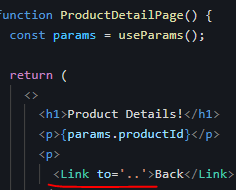 function ProductDetailPage() {
const params = useParams();
return (
<>
<h1>Product Details!</h1>
<p>{params.productId}</p>
<p>
<Link to='..'>Back</Link>